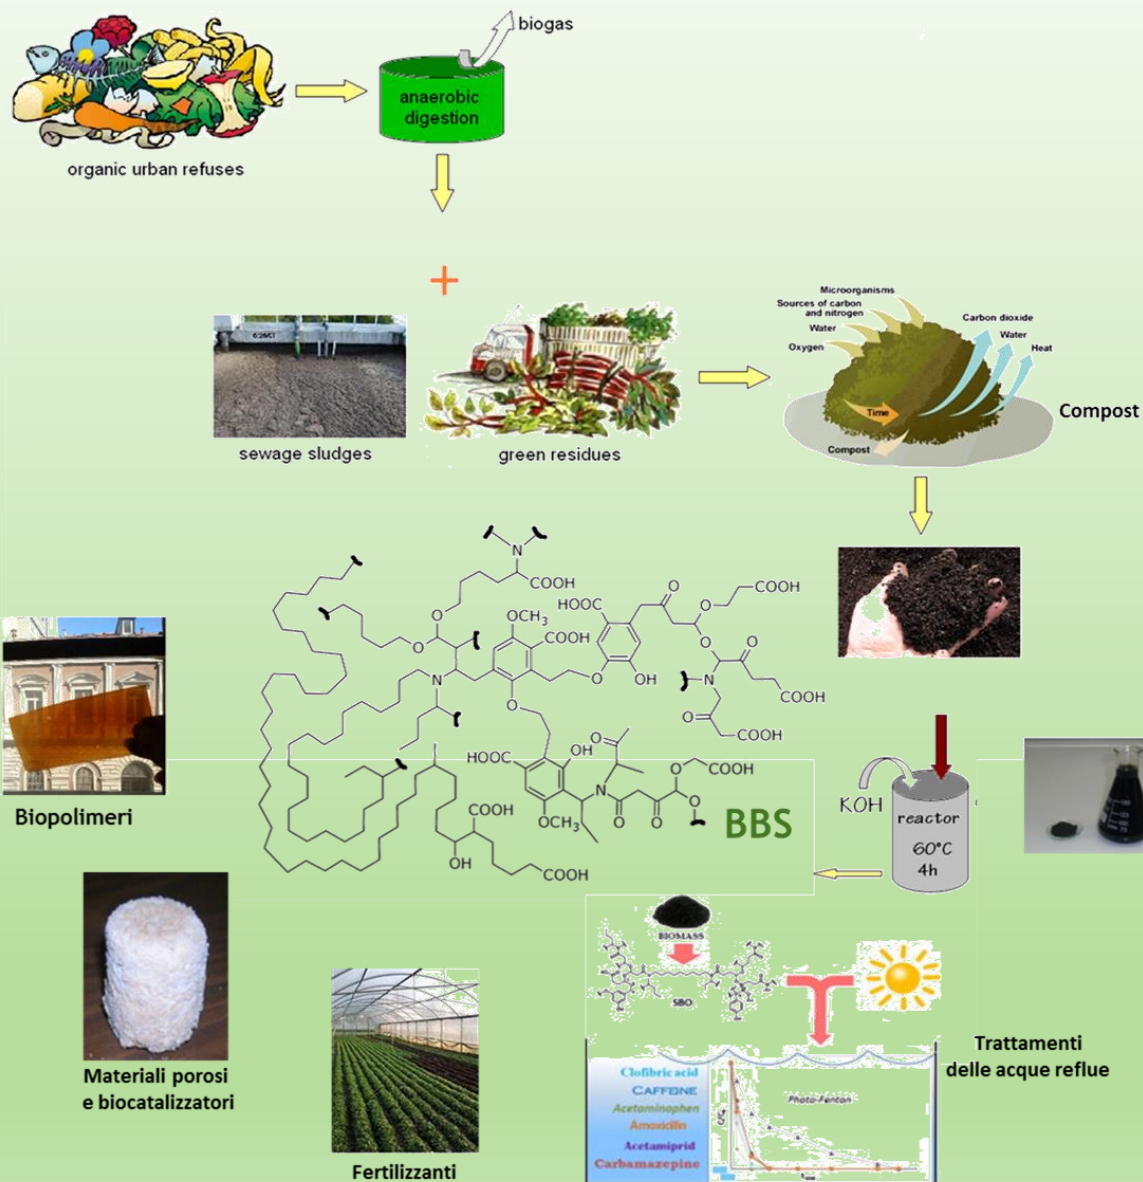 biogas
anaerobic
digestion
organic urban refuses
+
sewage sludges
green residues
Microorganisms
Sources of carbon
and nitrogen
Water
Oxygen
Carbon dioxide
Water
Heat
Time
Compost
Compost
N
COOH
O
O
OCH₃
COOH
N
O
HOOC
O
OH
O
O
COOH
O
O
N
COOH
O
COOH
HOOC
OH
OCH₃
N
O
O
O
O
COOH
O
COOH
OH
COOH
BBS
KOH
reactor
60°C
4h
Biopolimeri
Materiali porosi
e biocatalizzatori
Fertilizzanti
BIOMASS
SBO
Trattamenti
delle acque reflue
Clofibric acid
CAFFEINE
Acetaminophen
Amoxicillin
Acetamiprid
Carbamazepine
Photo-Fenton